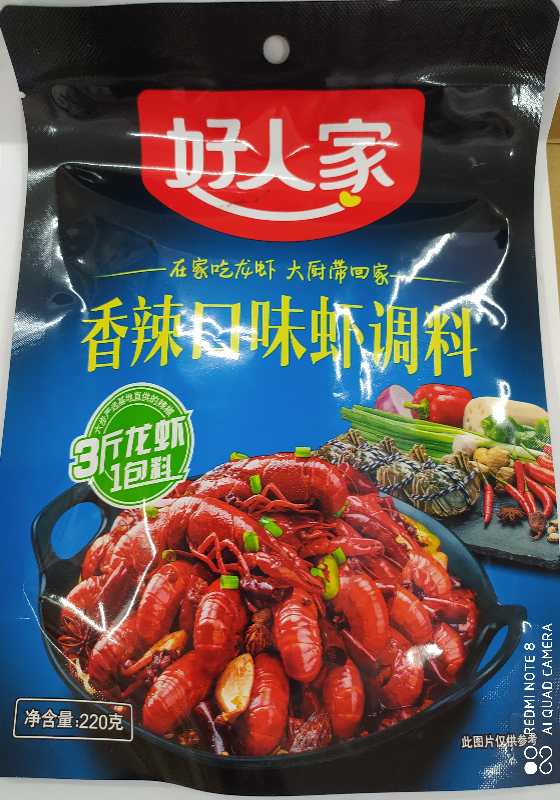 好人家
在家吃龙虾 大厨带回家
香辣口味虾调料
3斤龙虾
1包料
净含量:220克
此图片仅供参考
REDMI NOTE 8
AI QUAD CAMERA